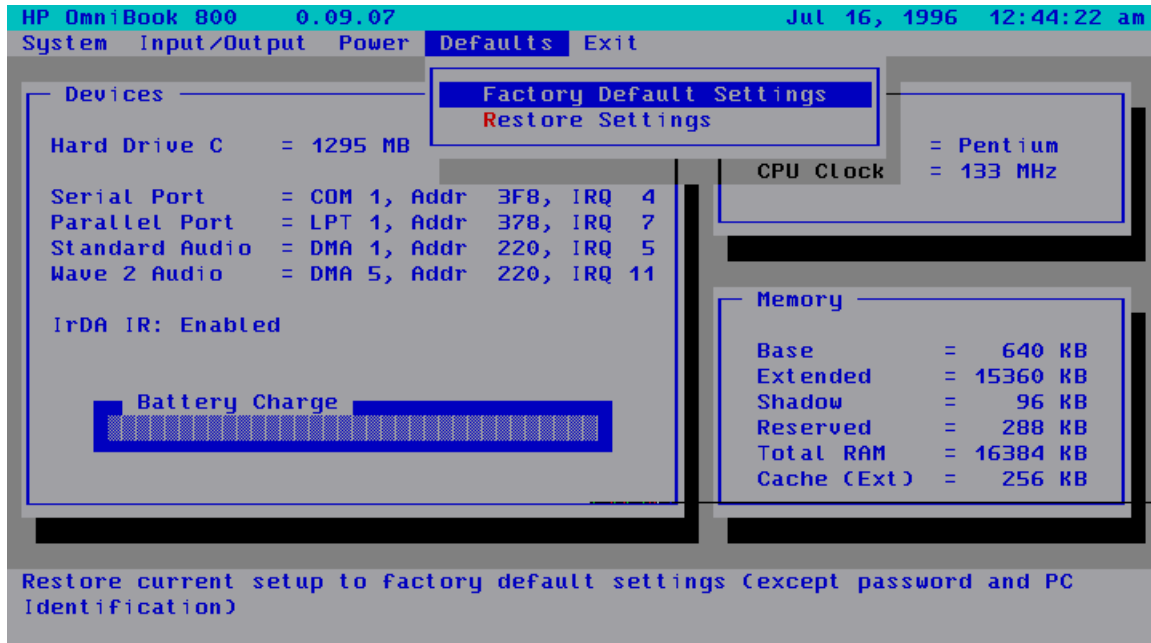 HP OmniBook 800 0.09.07 Jul 16, 1996 12:44:22 am
System Input/Output Power Defaults Exit
Factory Default Settings
Restore Settings
Devices
Hard Drive C = 1295 MB
Serial Port = COM 1, Addr 3F8, IRQ 4
Parallel Port = LPT 1, Addr 378, IRQ 7
Standard Audio = DMA 1, Addr 220, IRQ 5
Wave 2 Audio = DMA 5, Addr 220, IRQ 11
IrDA IR: Enabled
Battery Charge
= Pentium
CPU Clock = 133 MHz
Memory
Base = 640 KB
Extended = 15360 KB
Shadow = 96 KB
Reserved = 288 KB
Total RAM = 16384 KB
Cache (Ext) = 256 KB
Restore current setup to factory default settings (except password and PC
Identification)